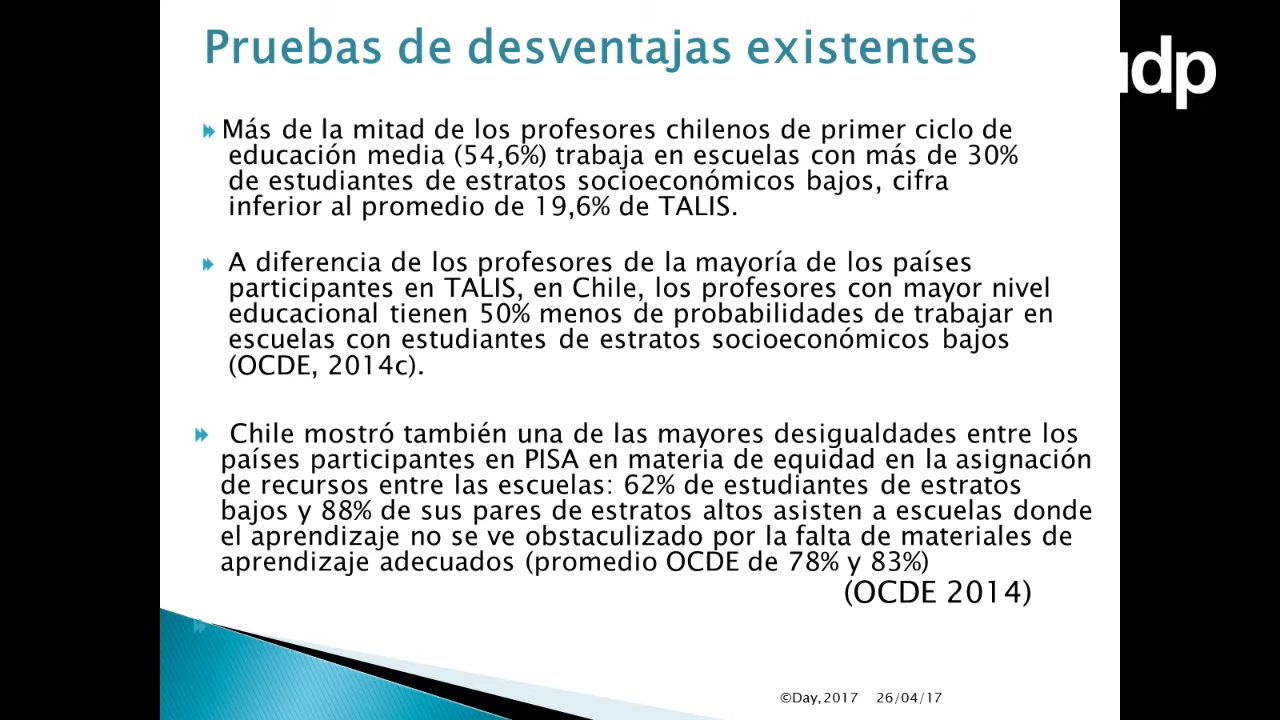 Pruebas de desventajas existentes
udp
Más de la mitad de los profesores chilenos de primer ciclo de
educación media (54,6%) trabaja en escuelas con más de 30%
de estudiantes de estratos socioeconómicos bajos, cifra
inferior al promedio de 19,6% de TALIS.
A diferencia de los profesores de la mayoría de los países
participantes en TALIS, en Chile, los profesores con mayor nivel
educacional tienen 50% menos de probabilidades de trabajar en
escuelas con estudiantes de estratos socioeconómicos bajos
(OCDE, 2014c).
Chile mostró también una de las mayores desigualdades entre los
países participantes en PISA en materia de equidad en la asignación
de recursos entre las escuelas: 62% de estudiantes de estratos
bajos y 88% de sus pares de estratos altos asisten a escuelas donde
el aprendizaje no se ve obstaculizado por la falta de materiales de
aprendizaje adecuados (promedio OCDE de 78% y 83%)
(OCDE 2014)
©Day,2017 26/04/17